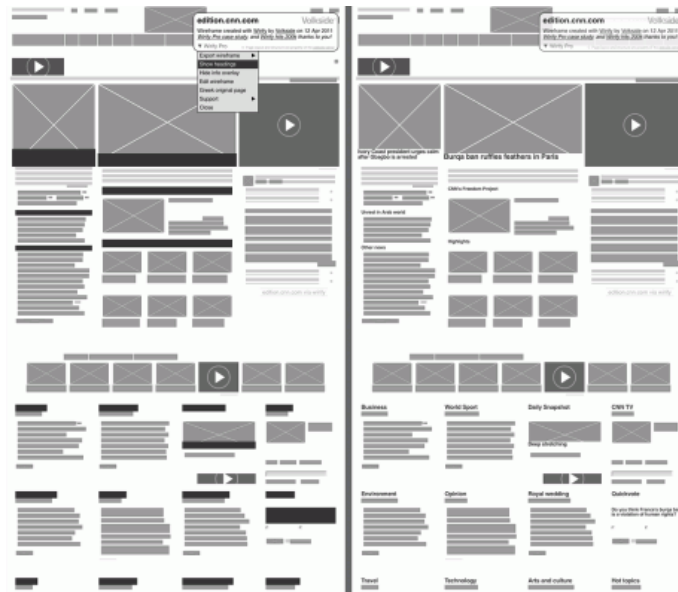 edition.cnn.com Volkside
Wireframe created with Wirify by Volkside on 12 Apr 2011
Wirify Pro case study, and Wirify hits 200k thanks to you!
▼ Wirify Pro
Export wireframe
Show headings
Hide info overlay
Edit wireframe
Greek original page
Support
Close
edition.cnn.com via wirify
edition.cnn.com Volkside
Wireframe created with Wirify by Volkside on 12 Apr 2011
Wirify Pro case study, and Wirify hits 200k thanks to you!
▼ Wirify Pro
Ivory Coast president urges calm
after Gbagbo is arrested
Burqa ban ruffles feathers in Paris
CNN's Freedom Project
Unrest in Arab world
Highlights
Other news
edition.cnn.com via wirify
Business
World Sport
Daily Snapshot
CNN TV
Deep stretching
Environment
Opinion
Royal wedding
Quickvote
Do you think France's burqa
is a violation of human rights?
Travel
Technology
Arts and culture
Hot topics